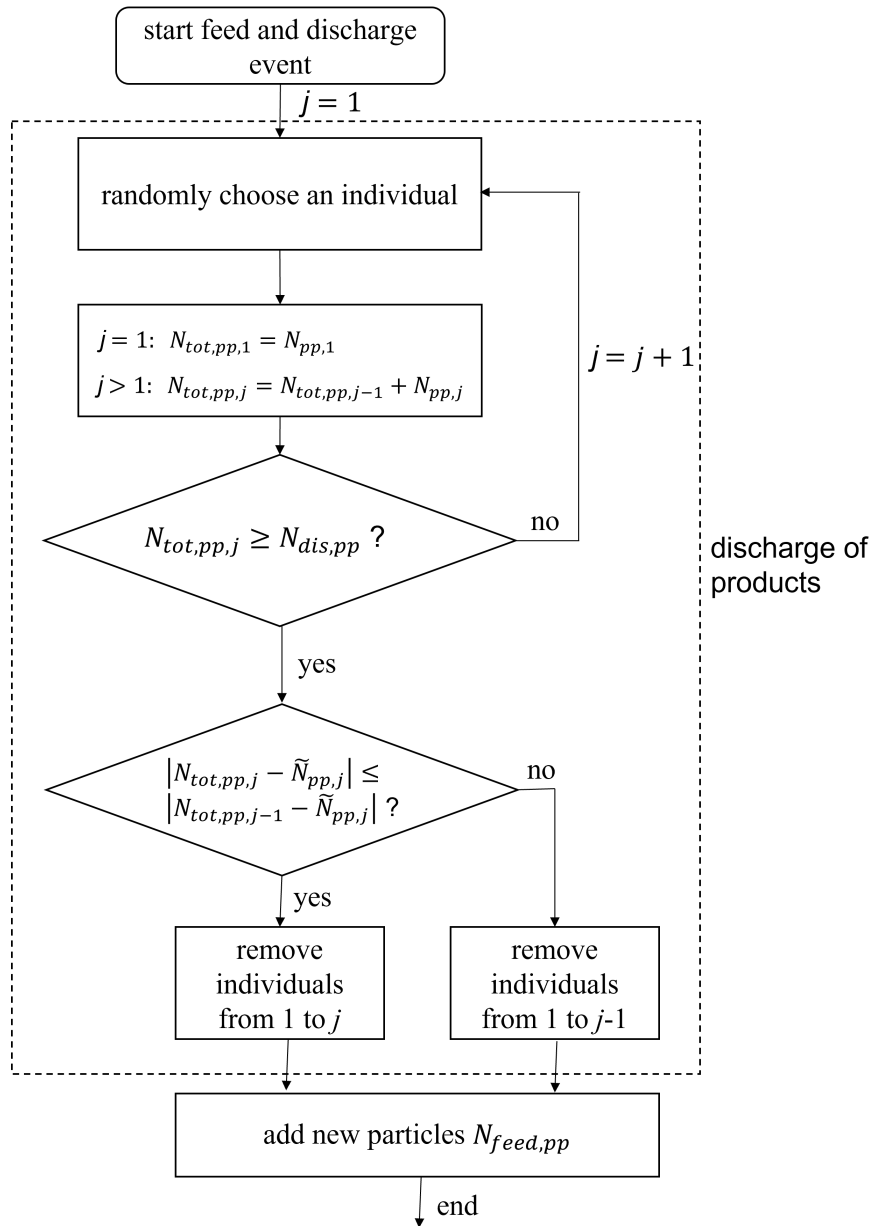 start feed and discharge
event
j = 1
randomly choose an individual
j = 1: N_{tot,pp,1} = N_{pp,1}
j > 1: N_{tot,pp,j} = N_{tot,pp,j−1} + N_{pp,j}
j = j + 1
N_{tot,pp,j} ≥ N_{dis,pp} ?
no
discharge of
products
yes
|N_{tot,pp,j} − Ñ_{pp,j}| ≤
|N_{tot,pp,j−1} − Ñ_{pp,j}| ?
no
yes
remove
individuals
from 1 to j
remove
individuals
from 1 to j-1
add new particles N_{feed,pp}
end